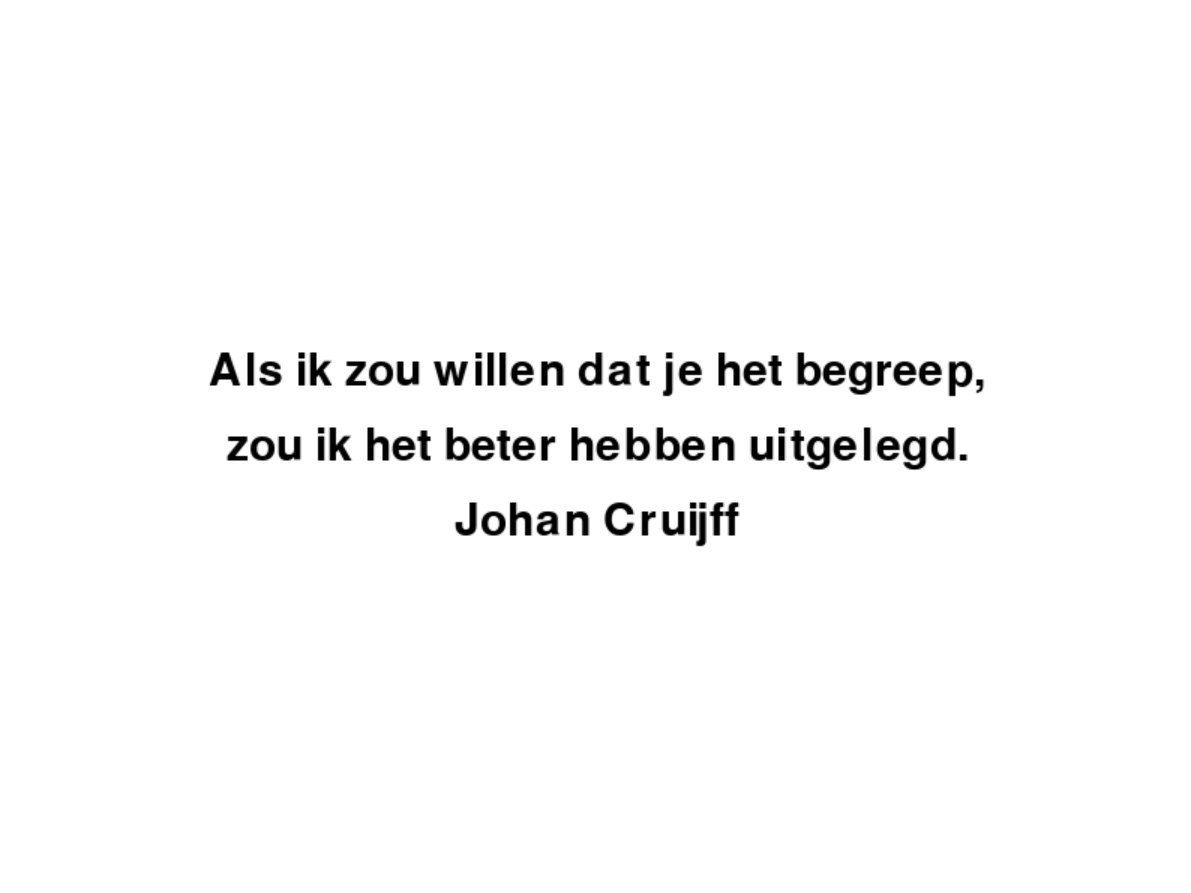 Als ik zou willen dat je het begreep,
zou ik het beter hebben uitgelegd.
Johan Cruijff